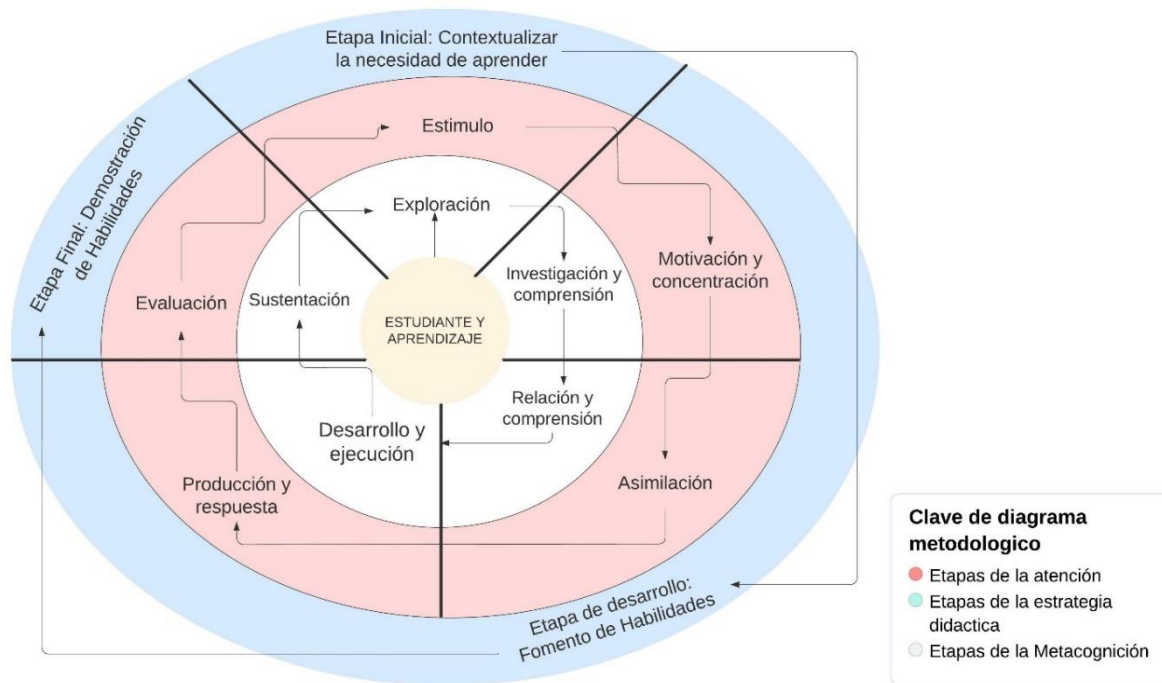 Etapa Inicial: Contextualizar
la necesidad de aprender
Estimulo
Etapa Final: Demostración
de Habilidades
Exploración
Motivación y
concentración
Investigación y
comprensión
Evaluación
Sustentación
ESTUDIANTE Y
APRENDIZAJE
Relación y
comprensión
Desarrollo y
ejecución
Producción y
respuesta
Asimilación
Etapa de desarrollo:
Fomento de Habilidades
Clave de diagrama
metodologico
Etapas de la atención
Etapas de la estrategia
didactica
Etapas de la Metacognición